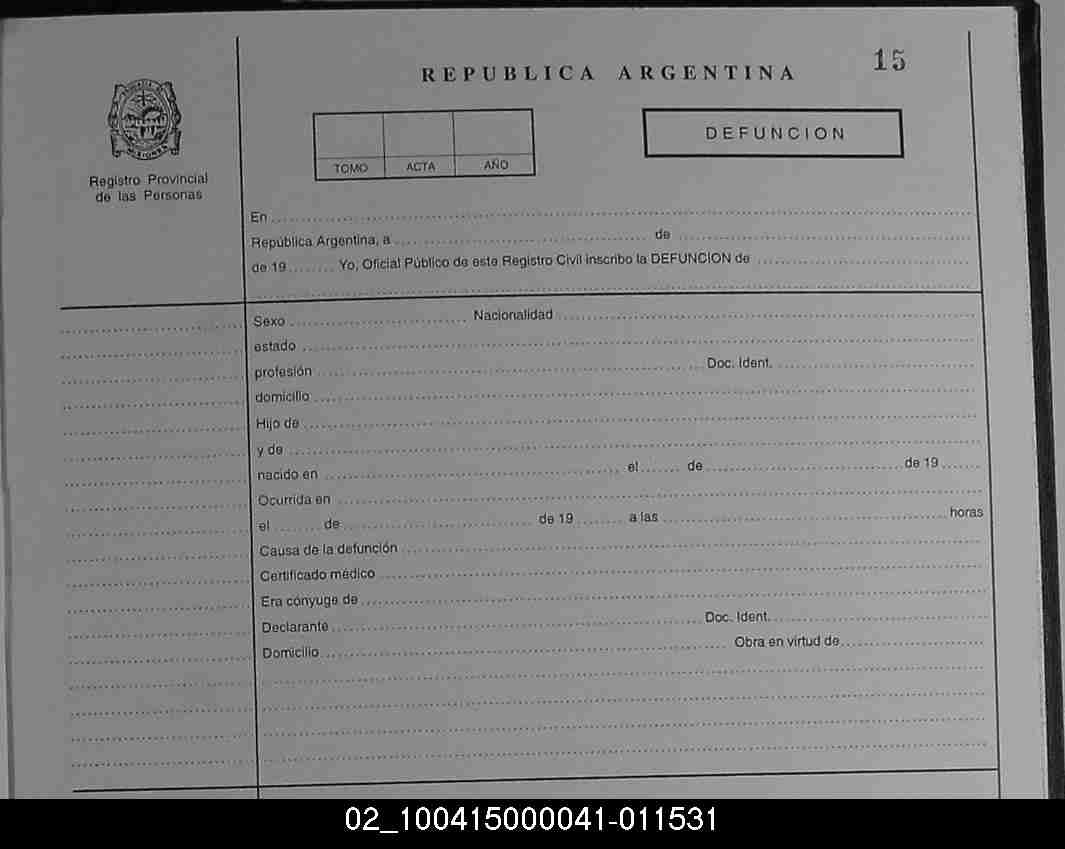 15
REPUBLICA ARGENTINA
DEFUNCION
TOMO ACTA AÑO
MISIONES
Registro Provincial
de las Personas
En
República Argentina, a de
de 19 Yo, Oficial Público de este Registro Civil inscribo la DEFUNCION de
Sexo Nacionalidad
estado
profesión Doc. Ident.
domicilio
Hijo de
y de
nacido en el de de 19
Ocurrida en
el de de 19 a las horas
Causa de la defunción
Certificado médico
Era cónyuge de
Declarante Doc. Ident.
Domicilio Obra en virtud de
02_100415000041-011531